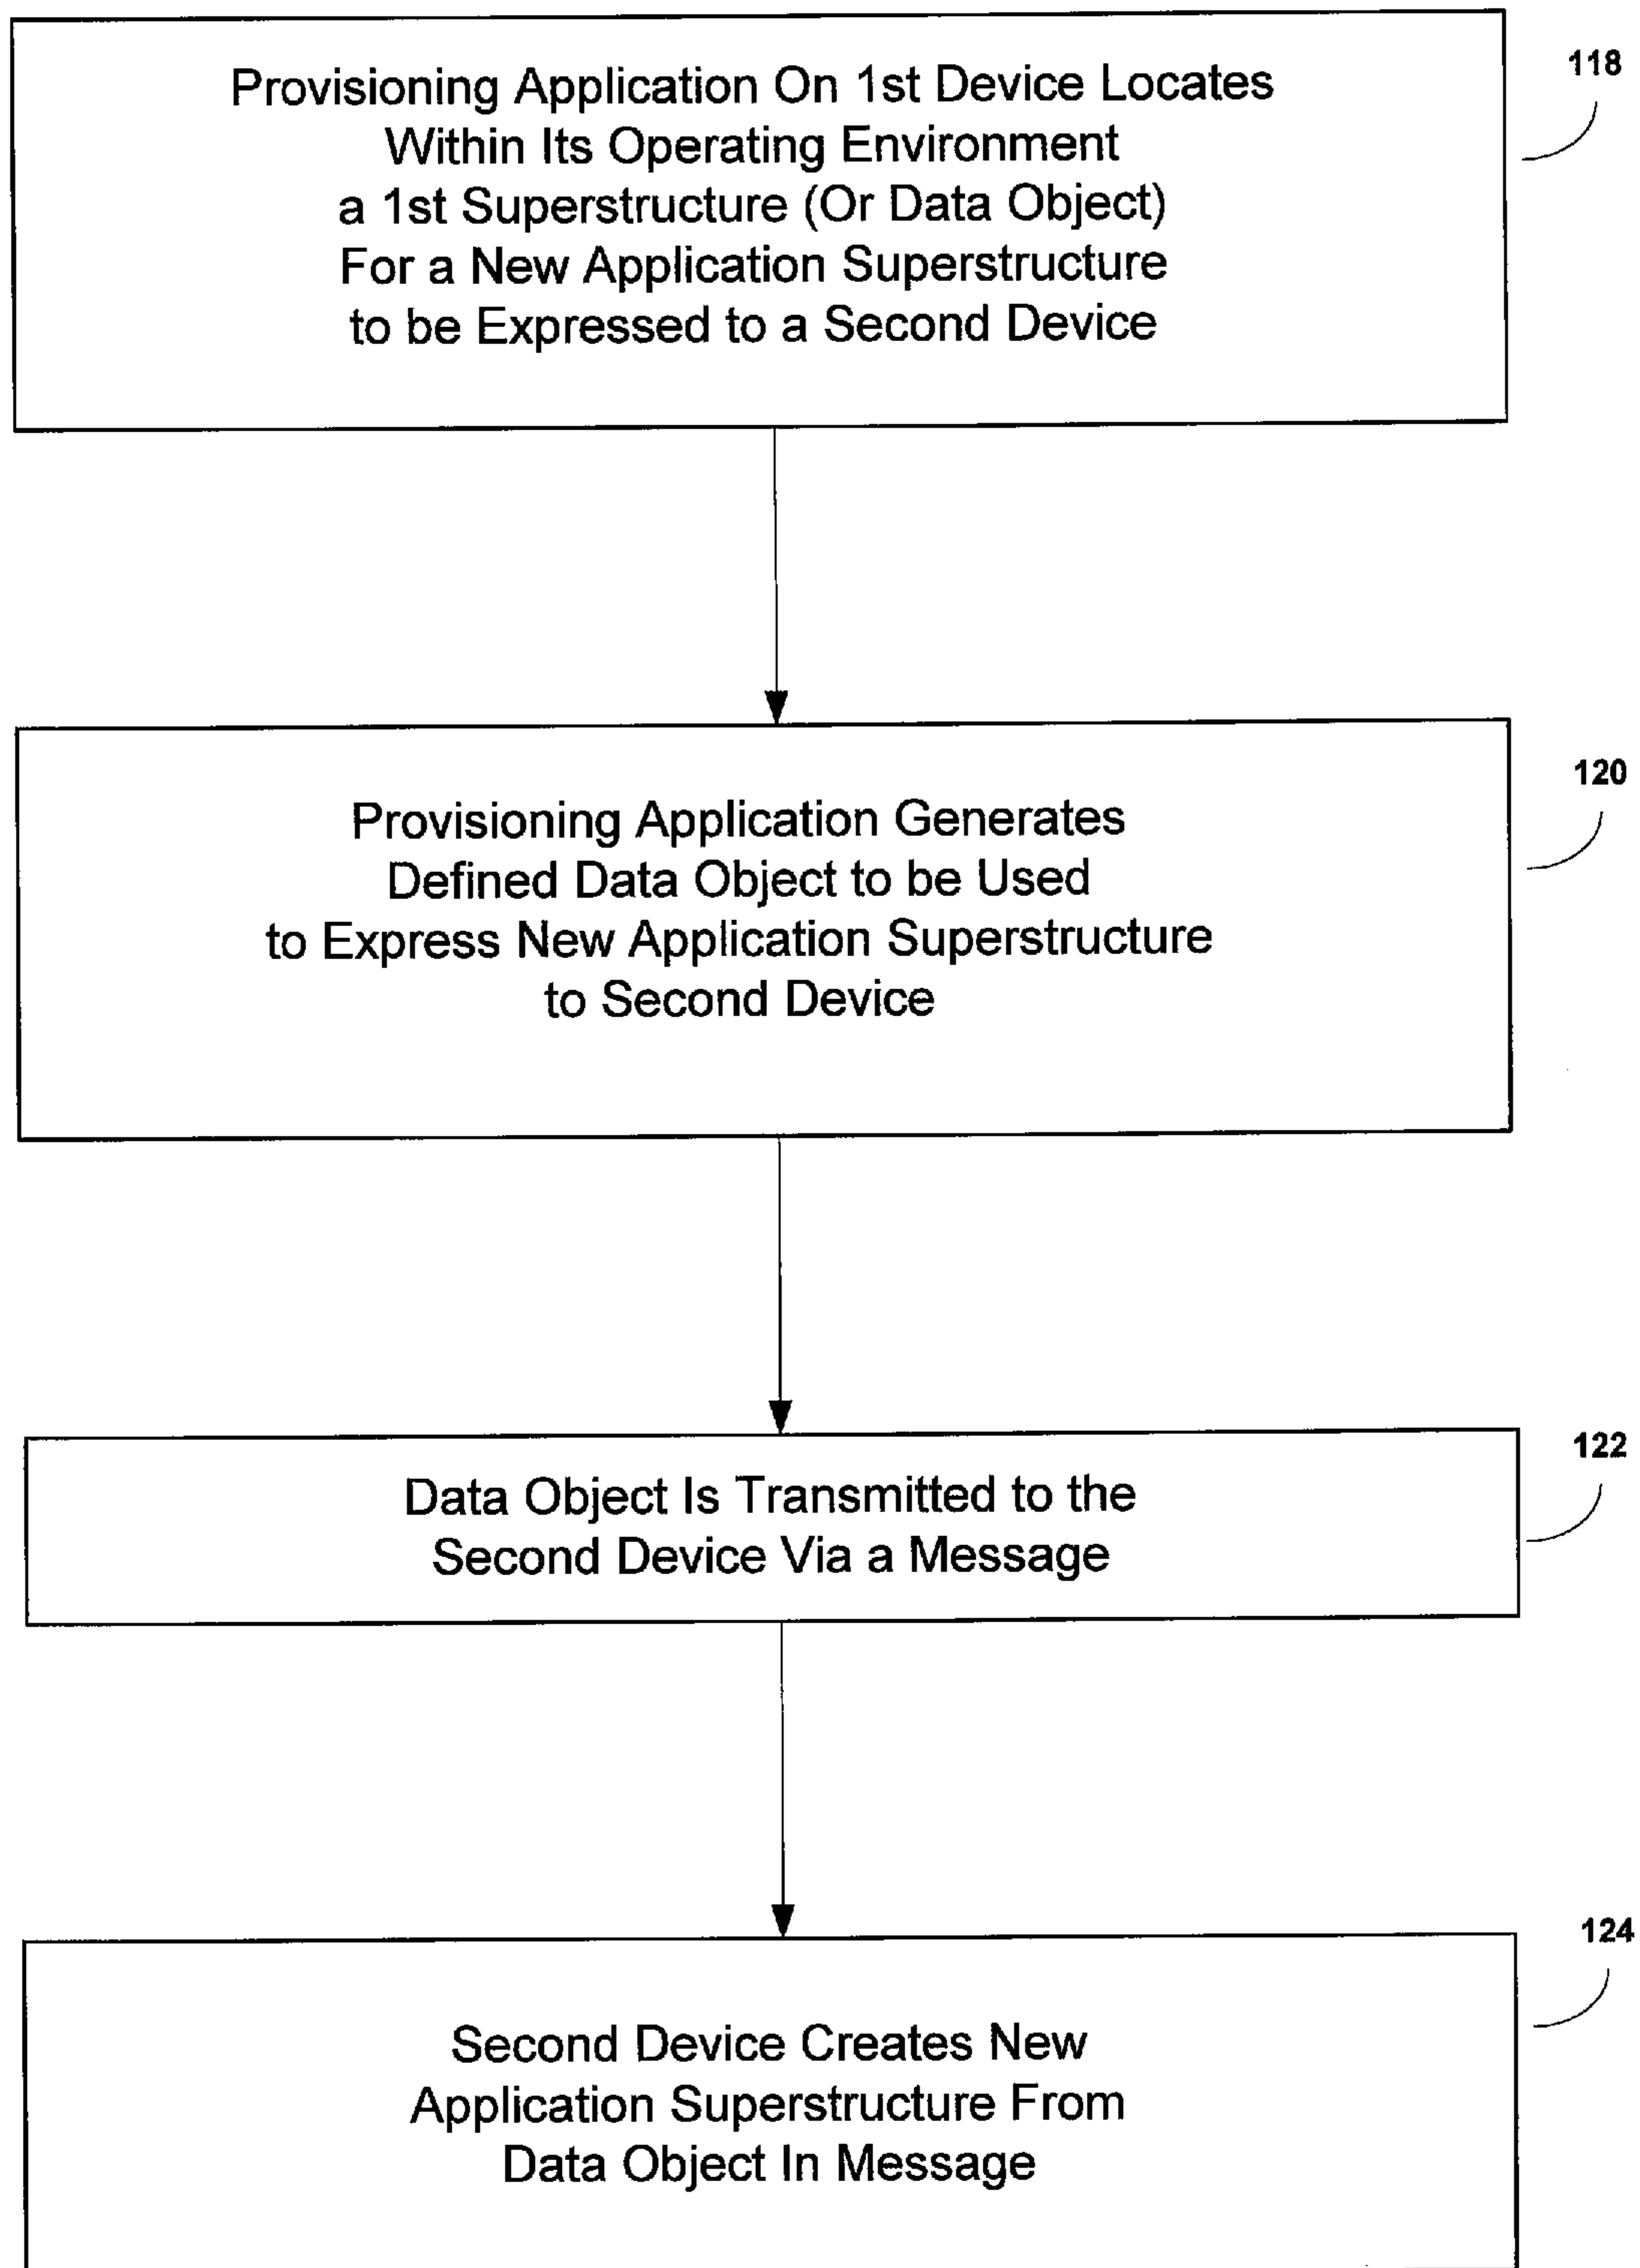 Provisioning Application On 1st Device Locates
Within Its Operating Environment
a 1st Superstructure (Or Data Object)
For a New Application Superstructure
to be Expressed to a Second Device
118
Provisioning Application Generates
Defined Data Object to be Used
to Express New Application Superstructure
to Second Device
120
Data Object Is Transmitted to the
Second Device Via a Message
122
Second Device Creates New
Application Superstructure From
Data Object In Message
124